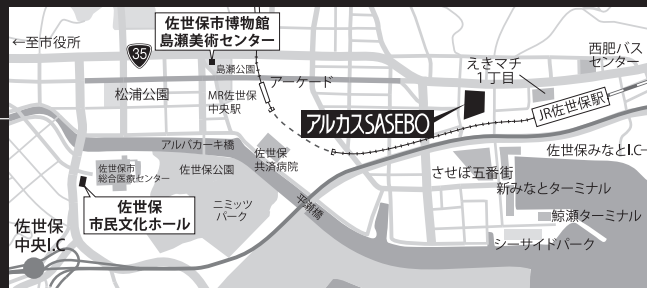 ←至市役所
35
佐世保市博物館
島瀬美術センター
島瀬公園
アーケード
えきマチ
1丁目
西肥バス
センター
松浦公園
MR佐世保
中央駅
アルカスSASEBO
JR佐世保駅
アルバカーキ橋
佐世保
共済病院
佐世保みなとI.C
佐世保市
総合医療センター
佐世保公園
させぼ五番街
新みなとターミナル
佐世保
市民文化ホール
ニミッツ
パーク
平瀬橋
鯨瀬ターミナル
佐世保
中央I.C
シーサイドパーク